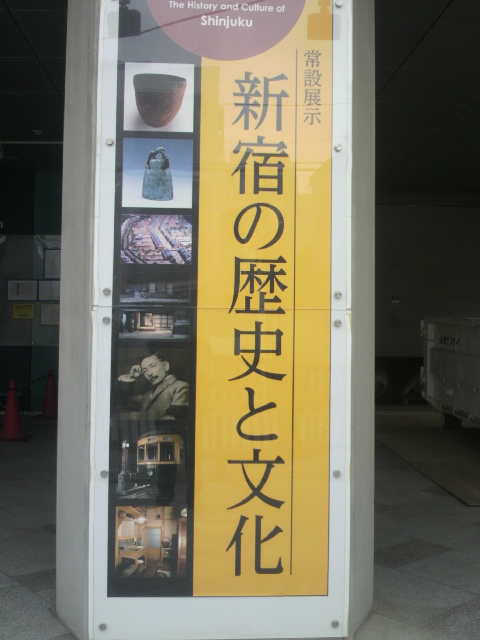 The History and Culture of
Shinjuku
常設展示
新宿の歴史と文化